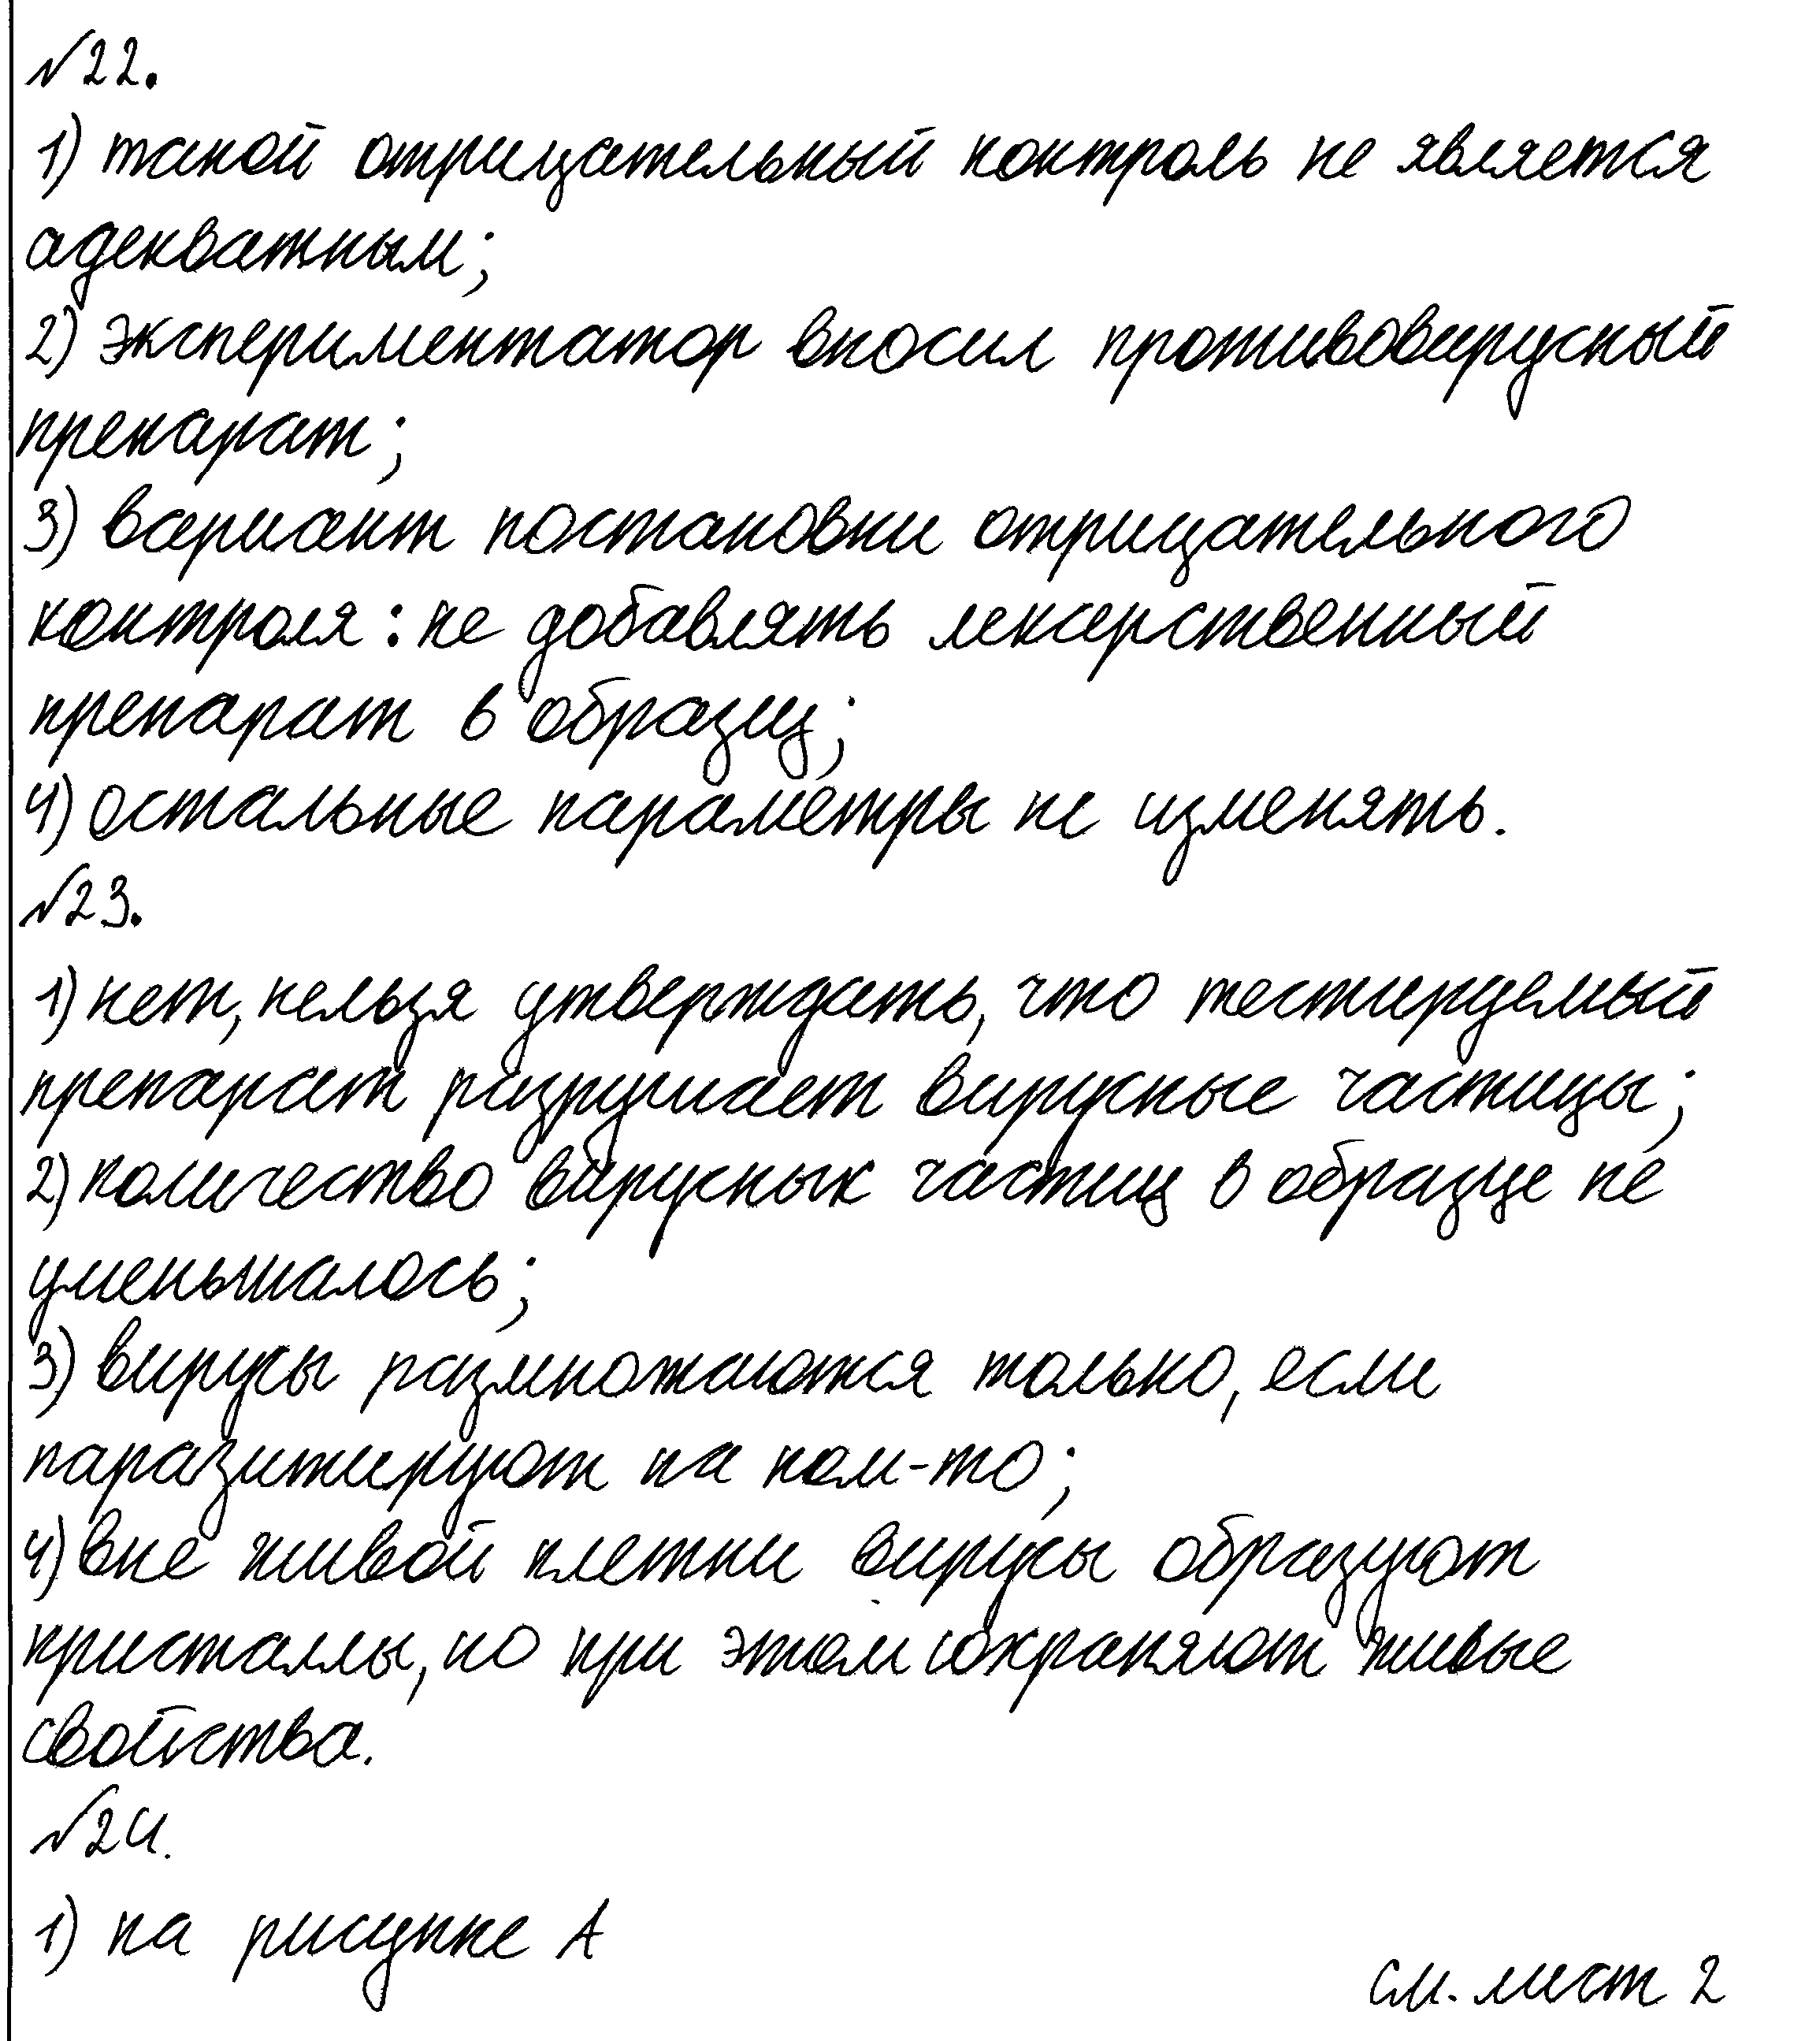 №22.
1) такой отрицательный контроль не является
адекватным;
2) экспериментатор вносил противовирусный
препарат;
3) вариант постановки отрицательного
контроля: не добавлять лекарственный
препарат в образец;
4) остальные параметры не изменять.
№23.
1) нет, нельзя утверждать, что тестируемый
препарат разрушает вирусные частицы;
2) количество вирусных частиц в образце не
уменьшалось;
3) вирусы размножаются только, если
паразитируют на ком-то;
4) вне живой клетки вирусы образуют
кристаллы, но при этом сохраняют живые
свойства.
№24.
1) на рисунке А
см. лист 2